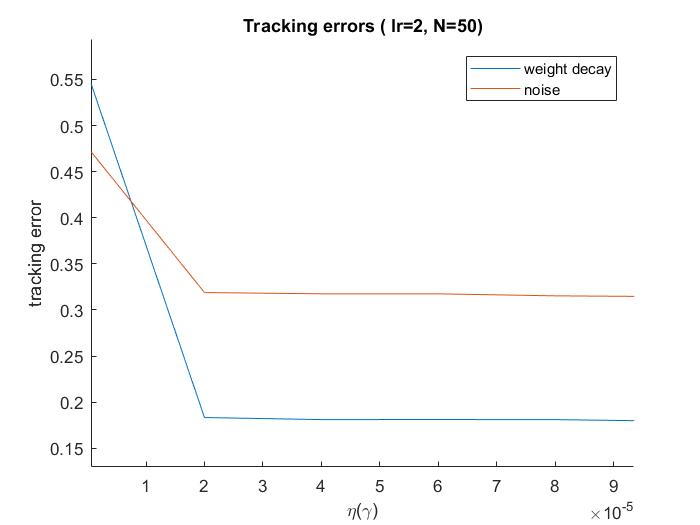 Tracking errors ( lr=2, N=50)
weight decay
noise
tracking error
0.55
0.5
0.45
0.4
0.35
0.3
0.25
0.2
0.15
1 2 3 4 5 6 7 8 9
η(γ)
×10⁻⁵